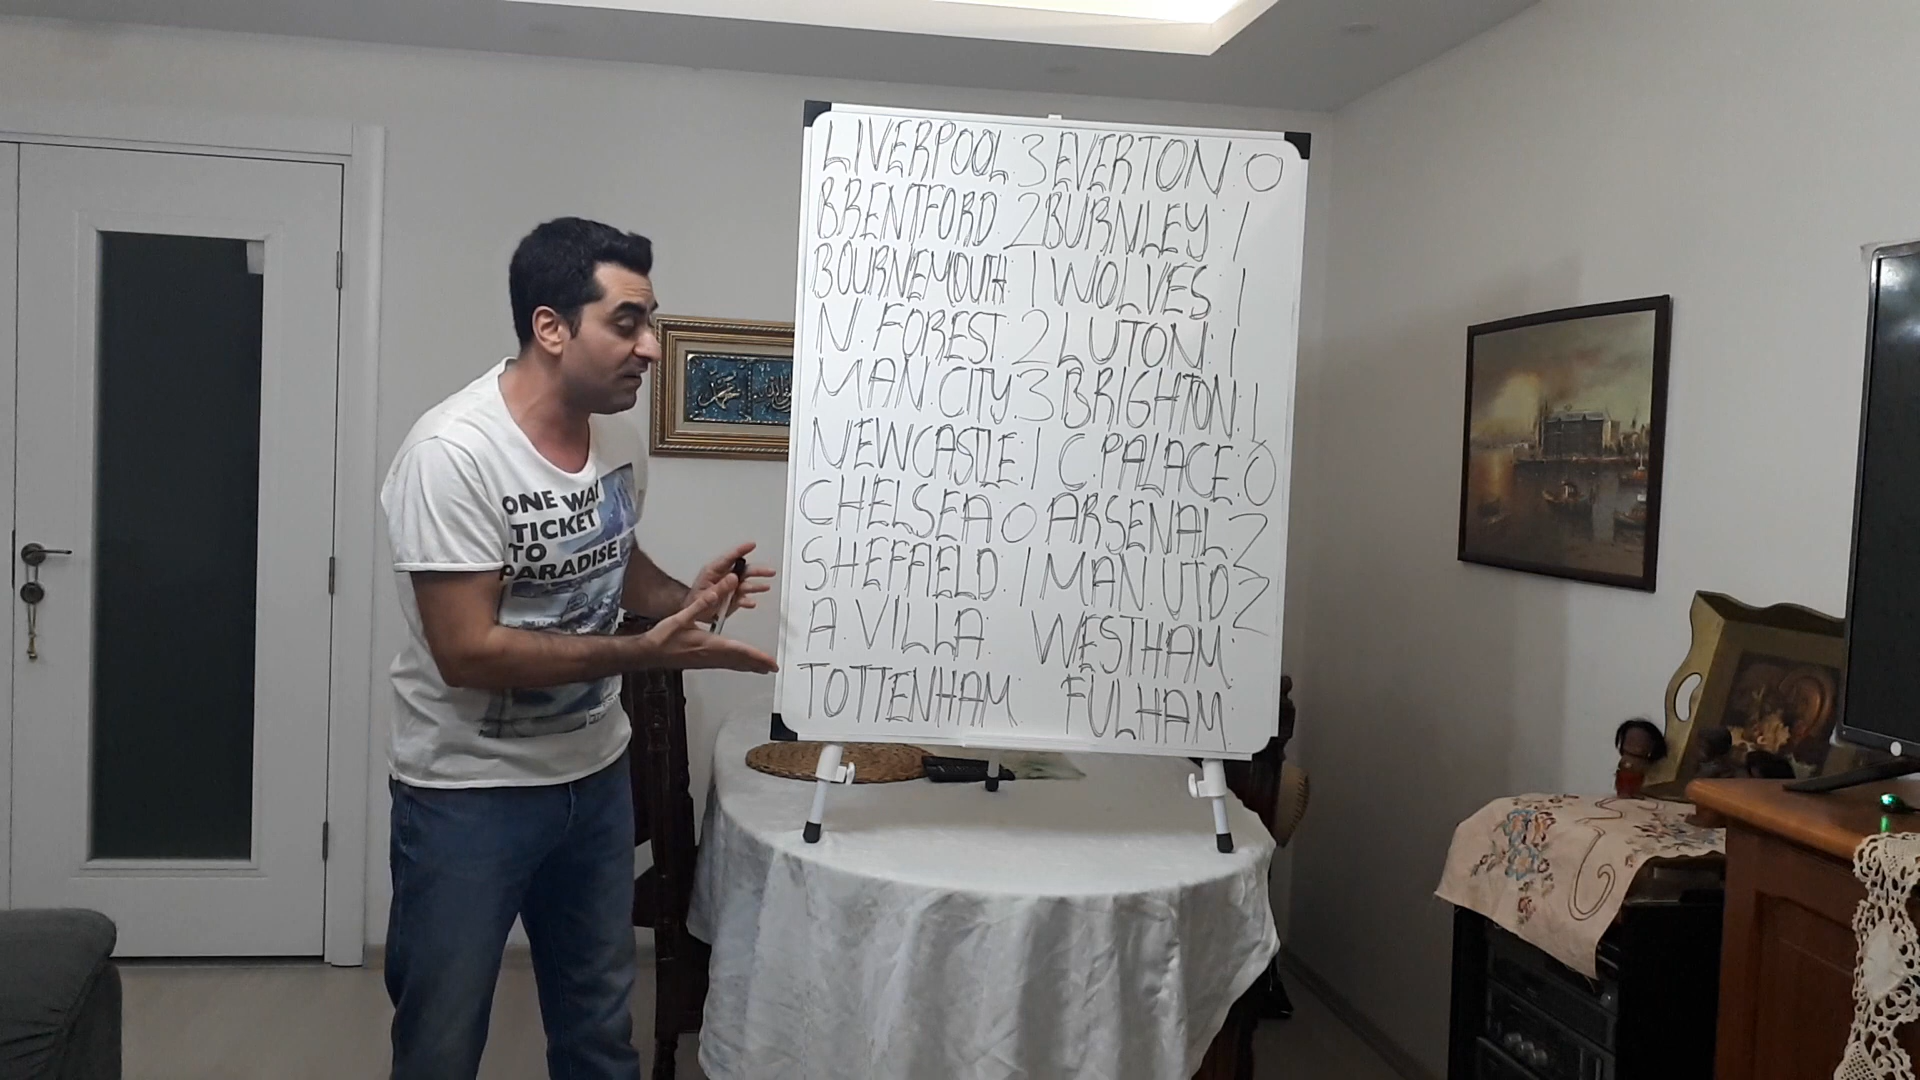 LIVERPOOL: 3 EVERTON: 0
BRENTFORD: 2 BURNLEY: 1
BOURNEMOUTH: 1 WOLVES: 1
N. FOREST: 2 LUTON: 1
MAN. CITY: 3 BRIGHTON: 1
NEWCASTLE: 1 C. PALACE: 0
CHELSEA 0 ARSENAL 2
SHEFFIELD: 1 MAN. UTD 2
A. VILLA: WESTHAM:
TOTTENHAM: FULHAM:
ONE WAY
TICKET
TO
PARADISE